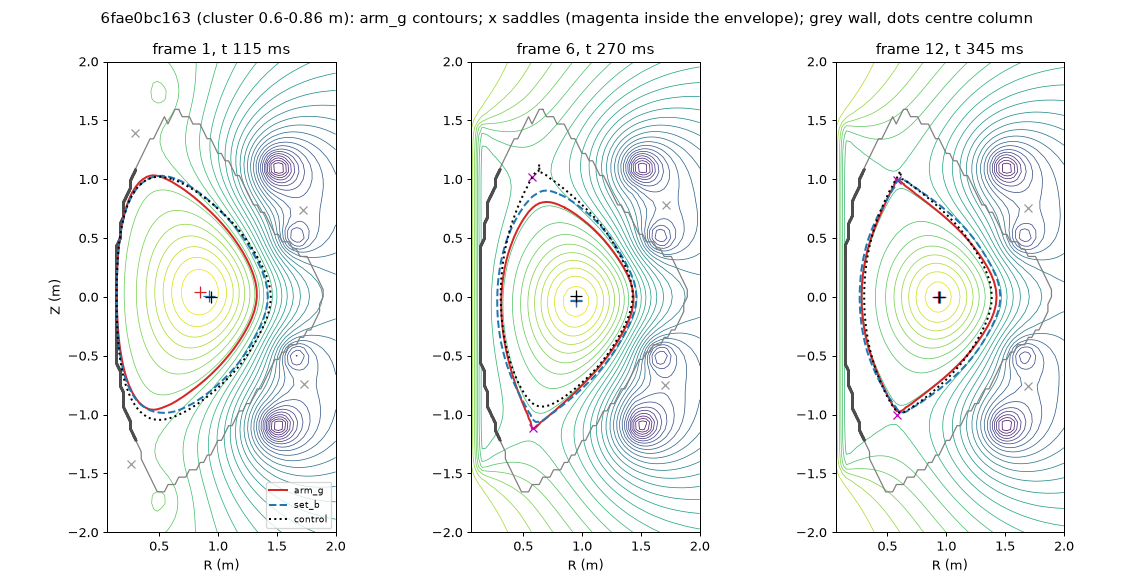 6fae0bc163 (cluster 0.6-0.86 m): arm_g contours; x saddles (magenta inside the envelope); grey wall, dots centre column
frame 1, t 115 ms
frame 6, t 270 ms
frame 12, t 345 ms
2.0
1.5
1.0
0.5
0.0
−0.5
−1.0
−1.5
−2.0
Z (m)
0.5 1.0 1.5 2.0
R (m)
arm_g
set_b
control
2.0
1.5
1.0
0.5
0.0
−0.5
−1.0
−1.5
−2.0
0.5 1.0 1.5 2.0
R (m)
2.0
1.5
1.0
0.5
0.0
−0.5
−1.0
−1.5
−2.0
0.5 1.0 1.5 2.0
R (m)